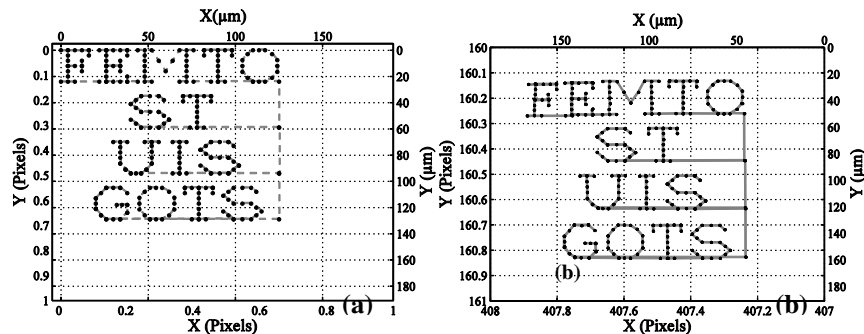 X(µm)
0 50 100 150
0
0.1
0.2
0.3
0.4
0.5
0.6
0.7
0.8
0.9
1
Y (Pixels)
FEMTO
ST
UIS
GOTS
0
20
40
60
80
100
120
140
160
180
Y (µm)
0 0.2 0.4 0.6 0.8 1
X (Pixels)
(a)
X (µm)
150 100 50 0
160
160.1
160.2
160.3
160.4
160.5
160.6
160.7
160.8
160.9
161
Y (Pixels)
FEMTO
ST
UIS
GOTS
(b)
0
20
40
60
80
100
120
140
160
180
Y (µm)
408 407.8 407.6 407.4 407.2 407
X (Pixels)
(b)